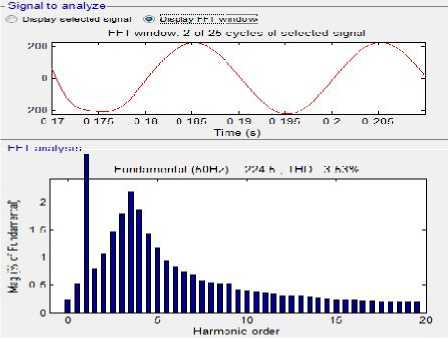 Signal to analyze
Display selected signal Display FFT window
FFT window: 2 of 25 cycles of selected signal
200
0
200
0.17 0.175 0.18 0.185 0.19 0.195 0.2 0.205
Time (s)
FFT analysis
Fundamental (50Hz) 224.5 , THD 3.53%
Mag (% of Fundamental)
2
1.5
1
0.5
0
0 5 10 15 20
Harmonic order